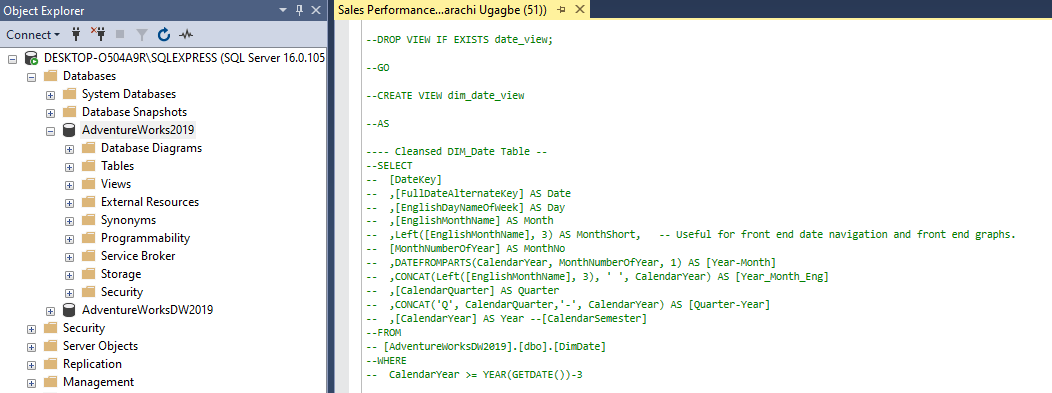 Object Explorer
Connect
DESKTOP-O504A9R\SQLEXPRESS (SQL Server 16.0.105
Databases
System Databases
Database Snapshots
AdventureWorks2019
Database Diagrams
Tables
Views
External Resources
Synonyms
Programmability
Service Broker
Storage
Security
AdventureWorksDW2019
Security
Server Objects
Replication
Management
Sales Performance...arachi Ugagbe (51))
--DROP VIEW IF EXISTS date_view;
--GO
--CREATE VIEW dim_date_view
--AS
---- Cleansed DIM_Date Table --
--SELECT
--  [DateKey]
--  ,[FullDateAlternateKey] AS Date
--  ,[EnglishDayNameOfWeek] AS Day
--  ,[EnglishMonthName] AS Month
--  ,Left([EnglishMonthName], 3) AS MonthShort,   -- Useful for front end date navigation and front end graphs.
--  [MonthNumberOfYear] AS MonthNo
--  ,DATEFROMPARTS(CalendarYear, MonthNumberOfYear, 1) AS [Year-Month]
--  ,CONCAT(Left([EnglishMonthName], 3), ' ', CalendarYear) AS [Year_Month_Eng]
--  ,[CalendarQuarter] AS Quarter
--  ,CONCAT('Q', CalendarQuarter,'-', CalendarYear) AS [Quarter-Year]
--  ,[CalendarYear] AS Year --[CalendarSemester]
--FROM
-- [AdventureWorksDW2019].[dbo].[DimDate]
--WHERE
--  CalendarYear >= YEAR(GETDATE())-3